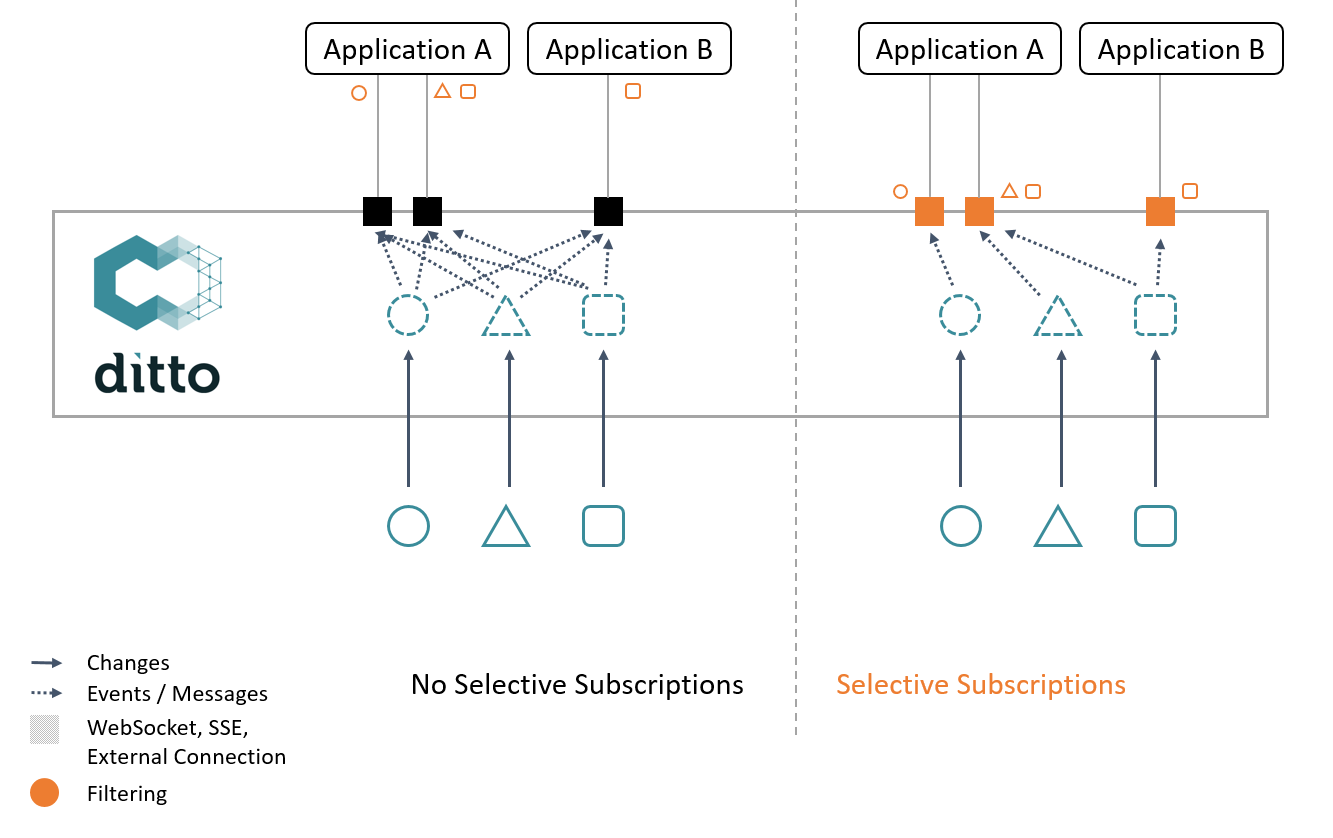 Application A
Application B
Application A
Application B
ditto
Changes
Events / Messages
WebSocket, SSE,
External Connection
Filtering
No Selective Subscriptions
Selective Subscriptions